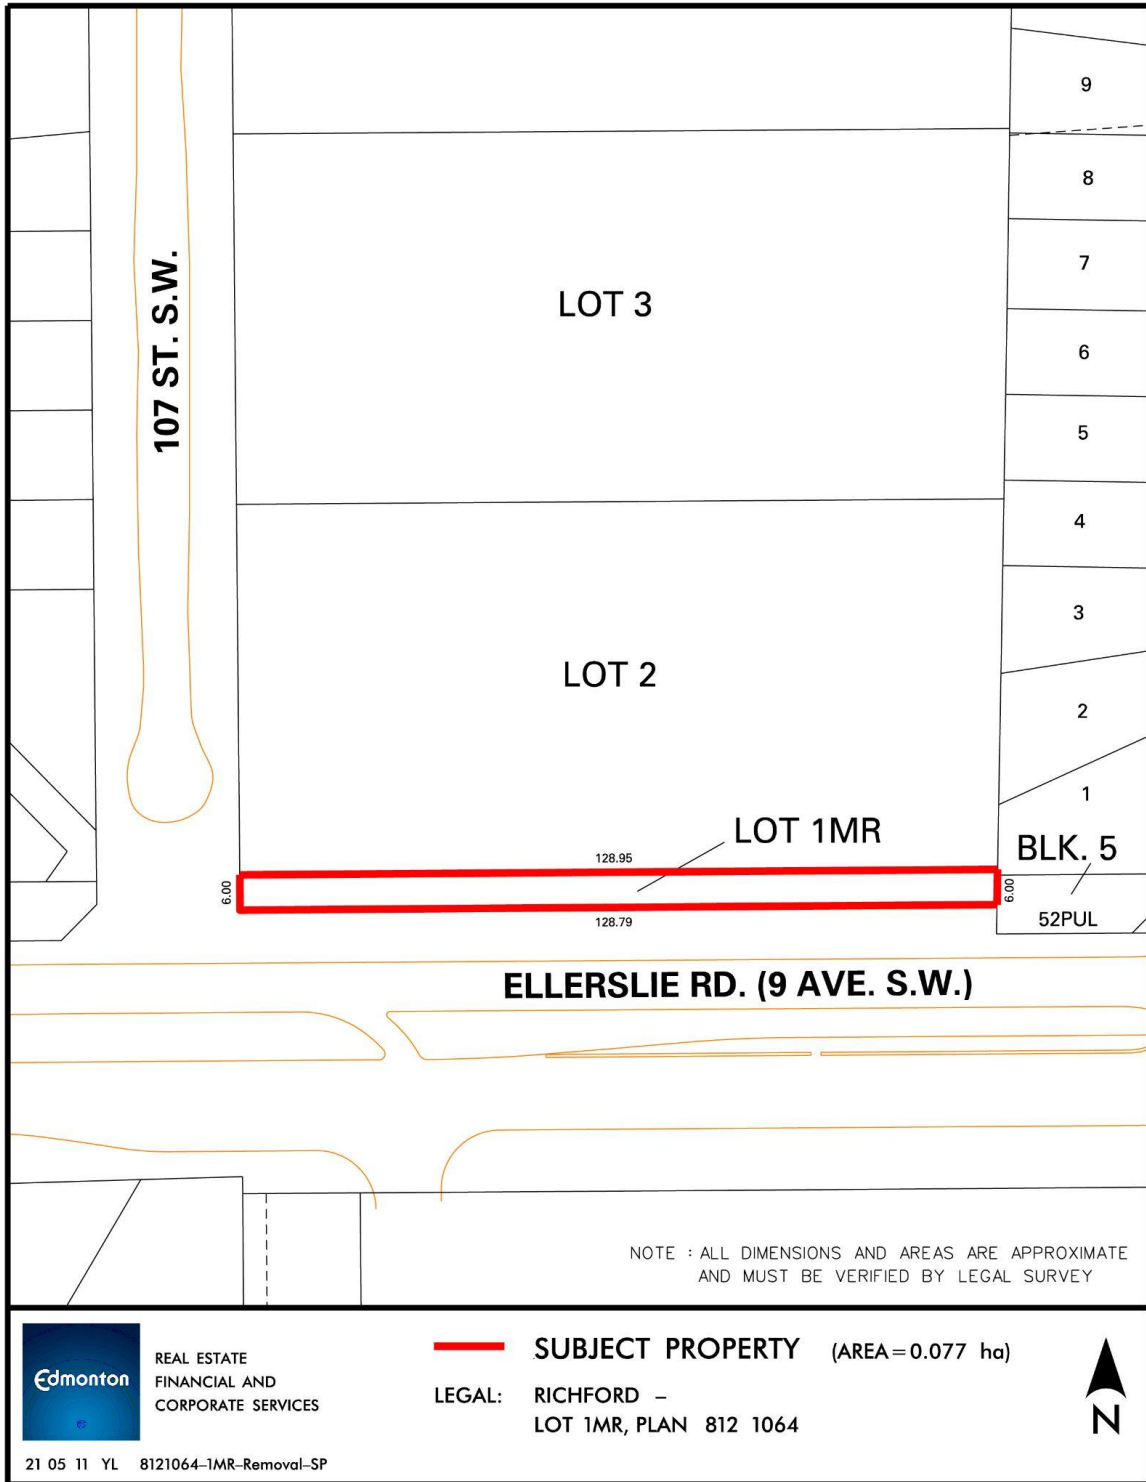 9
8
7
6
5
4
3
2
1
107 ST. S.W.
LOT 3
LOT 2
LOT 1MR
BLK. 5
128.95
6.00
6.00
128.79
52PUL
ELLERSLIE RD. (9 AVE. S.W.)
NOTE : ALL DIMENSIONS AND AREAS ARE APPROXIMATE
AND MUST BE VERIFIED BY LEGAL SURVEY
Edmonton
REAL ESTATE
FINANCIAL AND
CORPORATE SERVICES
SUBJECT PROPERTY (AREA=0.077 ha)
LEGAL: RICHFORD –
LOT 1MR, PLAN 812 1064
N
21 05 11 YL 8121064–1MR–Removal–SP